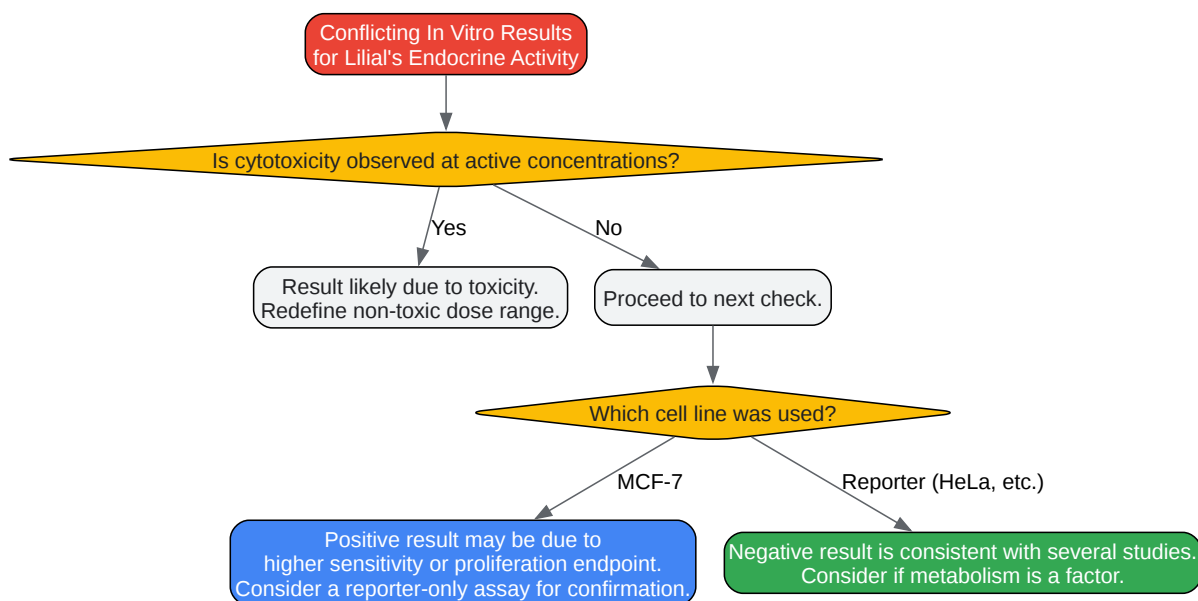 Conflicting In Vitro Results
for Lilial's Endocrine Activity
Is cytotoxicity observed at active concentrations?
Yes
No
Result likely due to toxicity.
Redefine non-toxic dose range.
Proceed to next check.
Which cell line was used?
MCF-7
Reporter (HeLa, etc.)
Positive result may be due to
higher sensitivity or proliferation endpoint.
Consider a reporter-only assay for confirmation.
Negative result is consistent with several studies.
Consider if metabolism is a factor.